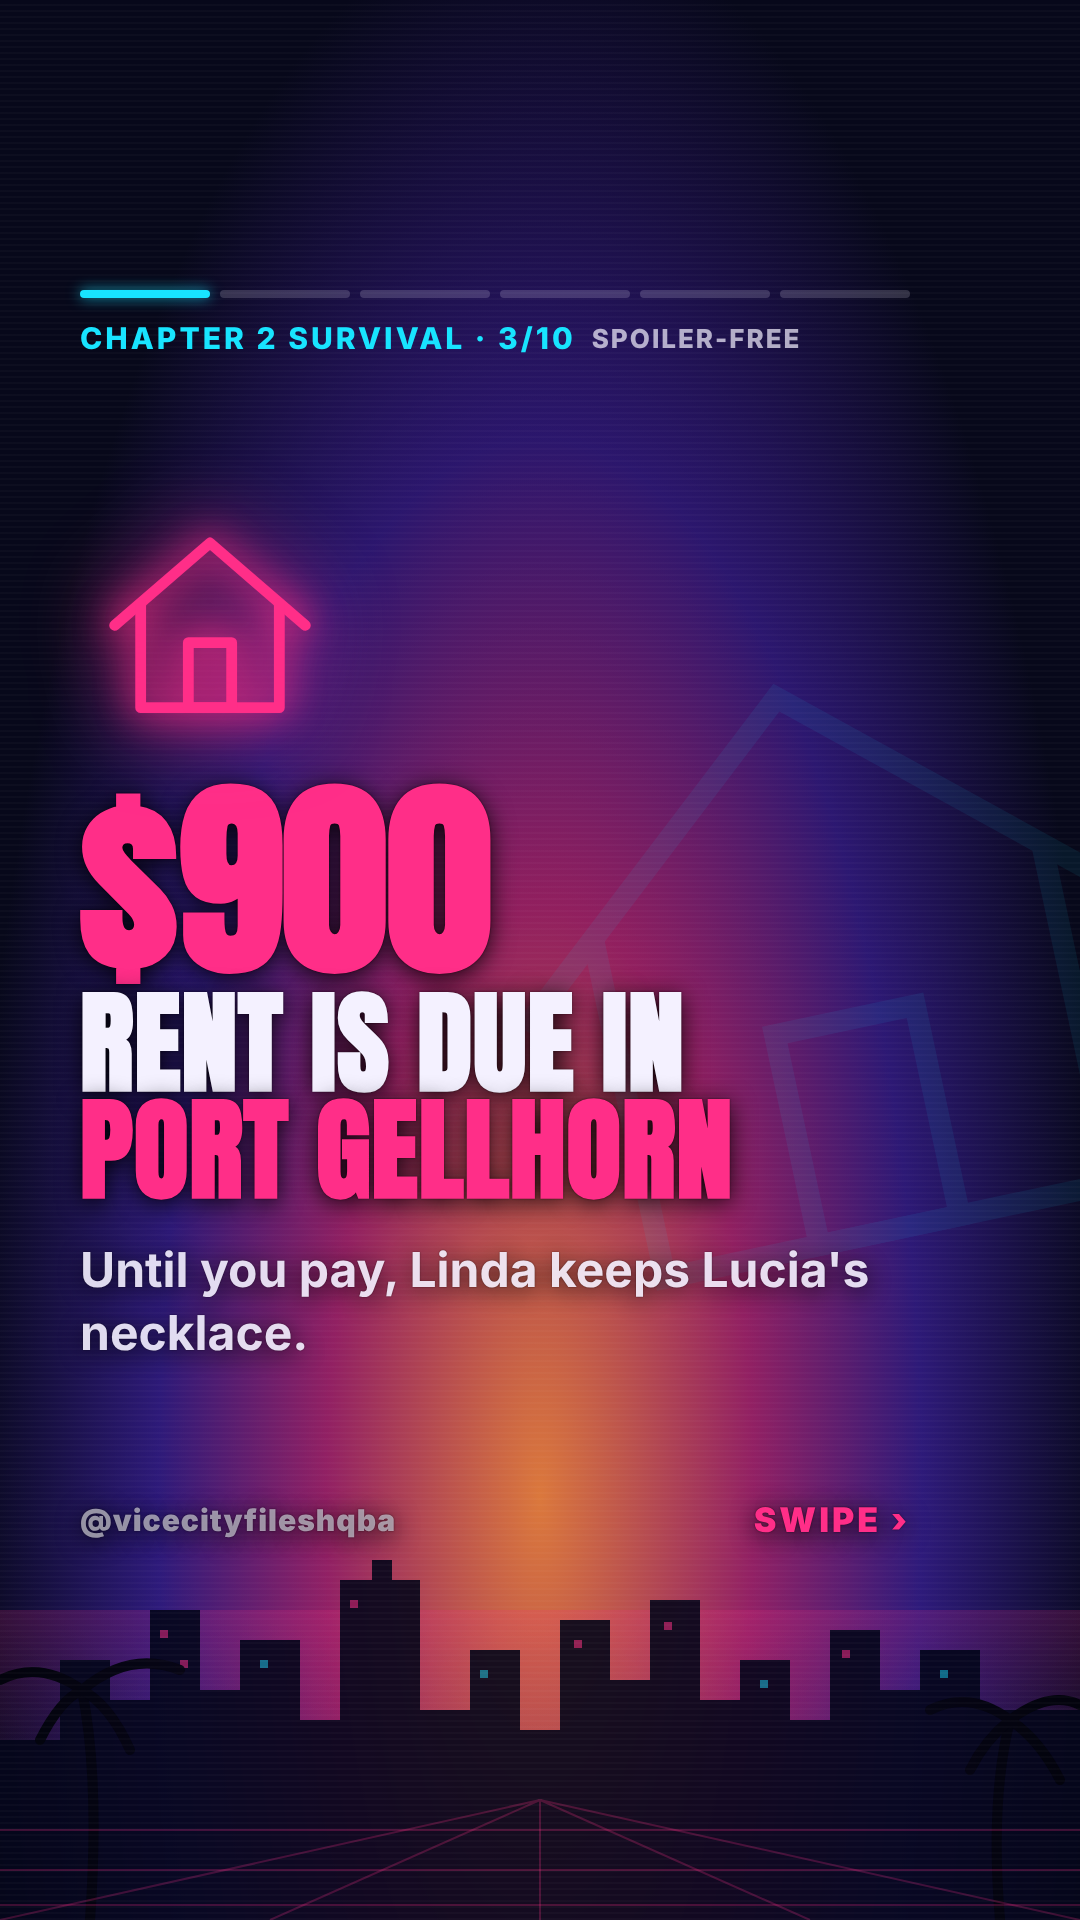 CHAPTER 2 SURVIVAL · 3/10 SPOILER-FREE
$900
RENT IS DUE IN
PORT GELLHORN
Until you pay, Linda keeps Lucia's
necklace.
@vicecityfileshqba
SWIPE ›